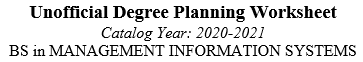 Unofficial Degree Planning Worksheet
Catalog Year: 2020-2021
BS in MANAGEMENT INFORMATION SYSTEMS